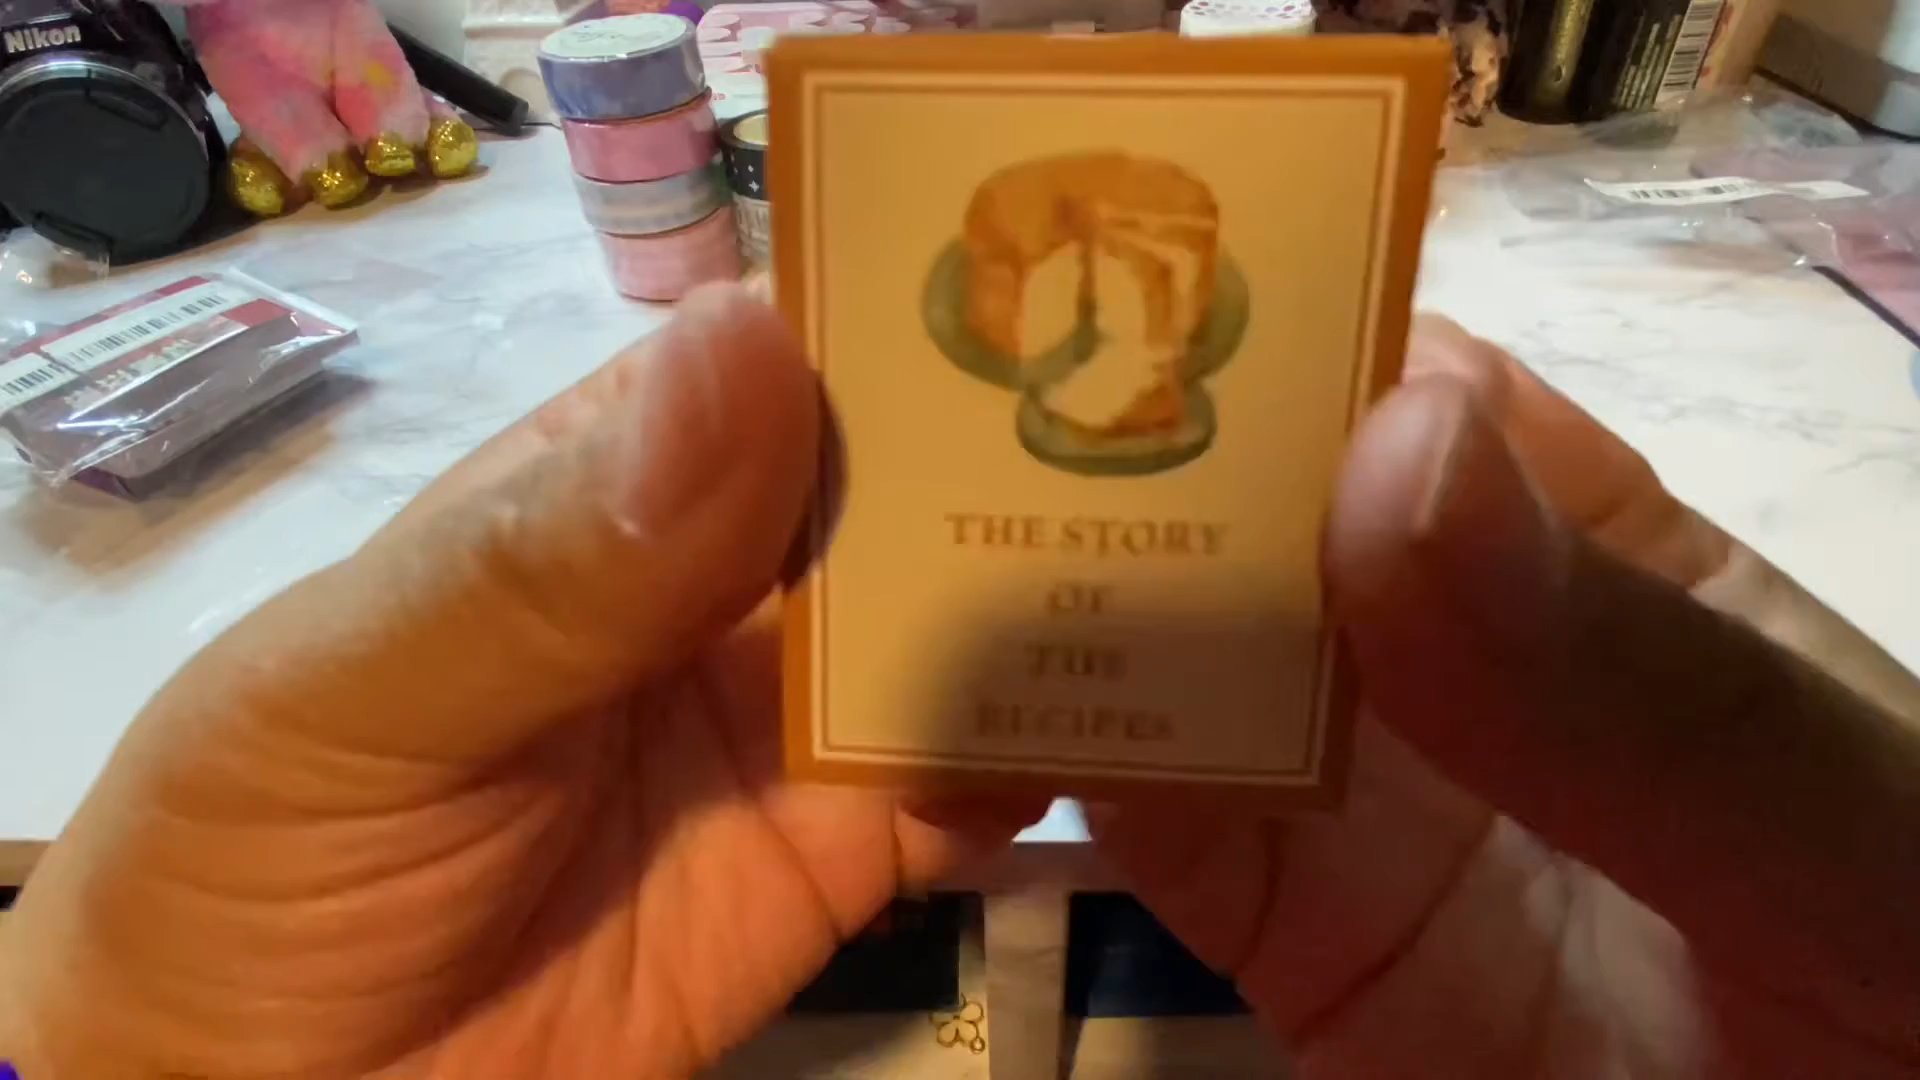 Nikon
THE STORY
OF
THE
RECIPES